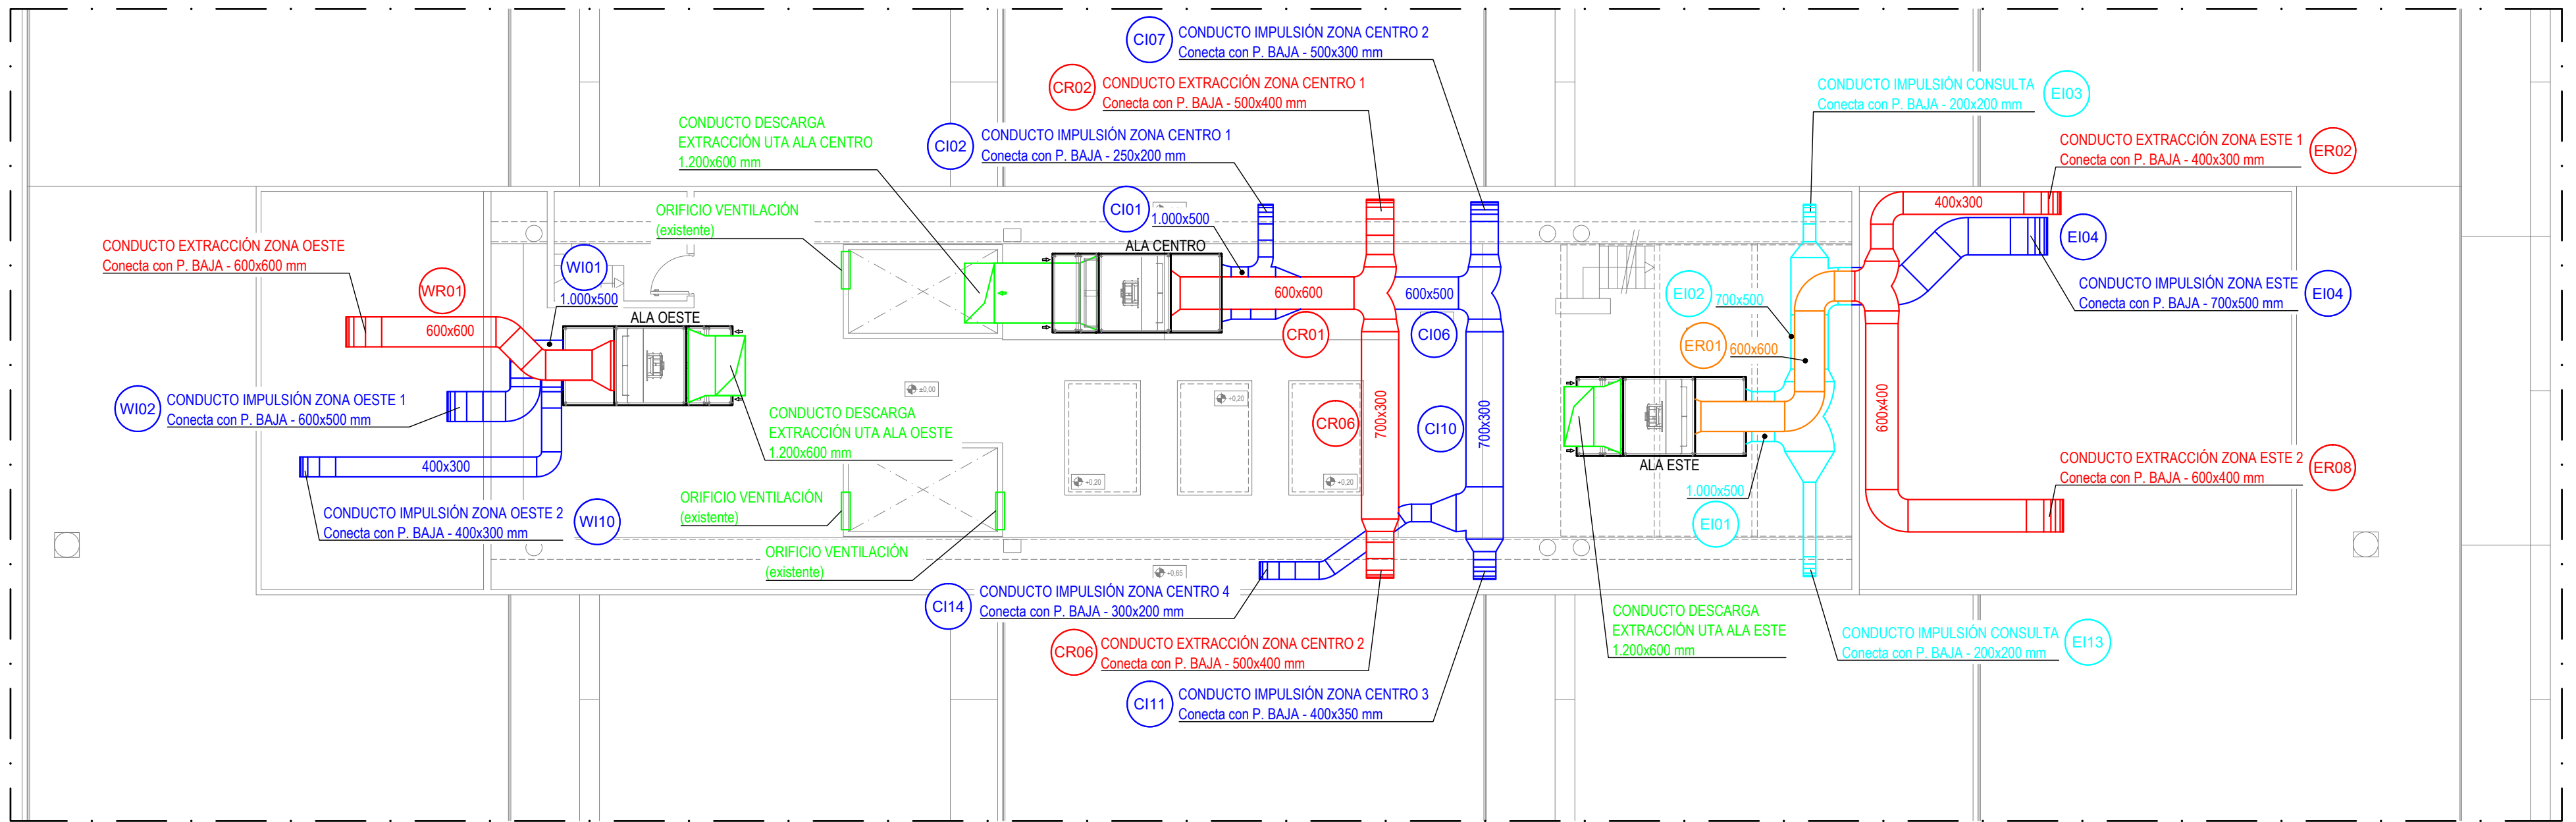 CI07
CONDUCTO IMPULSIÓN ZONA CENTRO 2
Conecta con P. BAJA - 500x300 mm
CR02
CONDUCTO EXTRACCIÓN ZONA CENTRO 1
Conecta con P. BAJA - 500x400 mm
CI02
CONDUCTO IMPULSIÓN ZONA CENTRO 1
Conecta con P. BAJA - 250x200 mm
CONDUCTO DESCARGA
EXTRACCIÓN UTA ALA CENTRO
1.200x600 mm
ORIFICIO VENTILACIÓN
(existente)
CI01
1.000x500
ALA CENTRO
CONDUCTO IMPULSIÓN CONSULTA
Conecta con P. BAJA - 200x200 mm
EI03
CONDUCTO EXTRACCIÓN ZONA ESTE 1
Conecta con P. BAJA - 400x300 mm
ER02
400x300
EI04
CONDUCTO IMPULSIÓN ZONA ESTE
Conecta con P. BAJA - 700x500 mm
EI04
CONDUCTO EXTRACCIÓN ZONA OESTE
Conecta con P. BAJA - 600x600 mm
WR01
WI01
1.000x500
ALA OESTE
600x600
600x600
600x500
CR01
CI06
EI02
700x500
ER01
600x600
WI02
CONDUCTO IMPULSIÓN ZONA OESTE 1
Conecta con P. BAJA - 600x500 mm
400x300
CONDUCTO IMPULSIÓN ZONA OESTE 2
Conecta con P. BAJA - 400x300 mm
WI10
CONDUCTO DESCARGA
EXTRACCIÓN UTA ALA OESTE
1.200x600 mm
±0,00
+0,20
+0,20
+0,20
CR06
700x300
CI10
700x300
ALA ESTE
1.000x500
EI01
600x400
CONDUCTO EXTRACCIÓN ZONA ESTE 2
Conecta con P. BAJA - 600x400 mm
ER08
ORIFICIO VENTILACIÓN
(existente)
ORIFICIO VENTILACIÓN
(existente)
+0,65
CI14
CONDUCTO IMPULSIÓN ZONA CENTRO 4
Conecta con P. BAJA - 300x200 mm
CR06
CONDUCTO EXTRACCIÓN ZONA CENTRO 2
Conecta con P. BAJA - 500x400 mm
CI11
CONDUCTO IMPULSIÓN ZONA CENTRO 3
Conecta con P. BAJA - 400x350 mm
CONDUCTO DESCARGA
EXTRACCIÓN UTA ALA ESTE
1.200x600 mm
CONDUCTO IMPULSIÓN CONSULTA
Conecta con P. BAJA - 200x200 mm
EI13